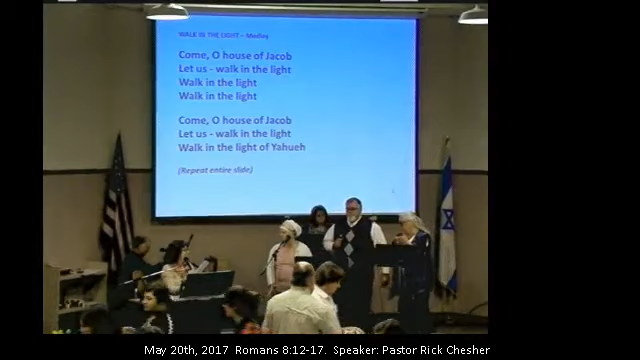 WALK IN THE LIGHT – Medley
Come, O house of Jacob
Let us - walk in the light
Walk in the light
Walk in the light
Come, O house of Jacob
Let us - walk in the light
Walk in the light of Yahueh
(Repeat entire slide)
May 20th, 2017 Romans 8:12-17. Speaker: Pastor Rick Chesher